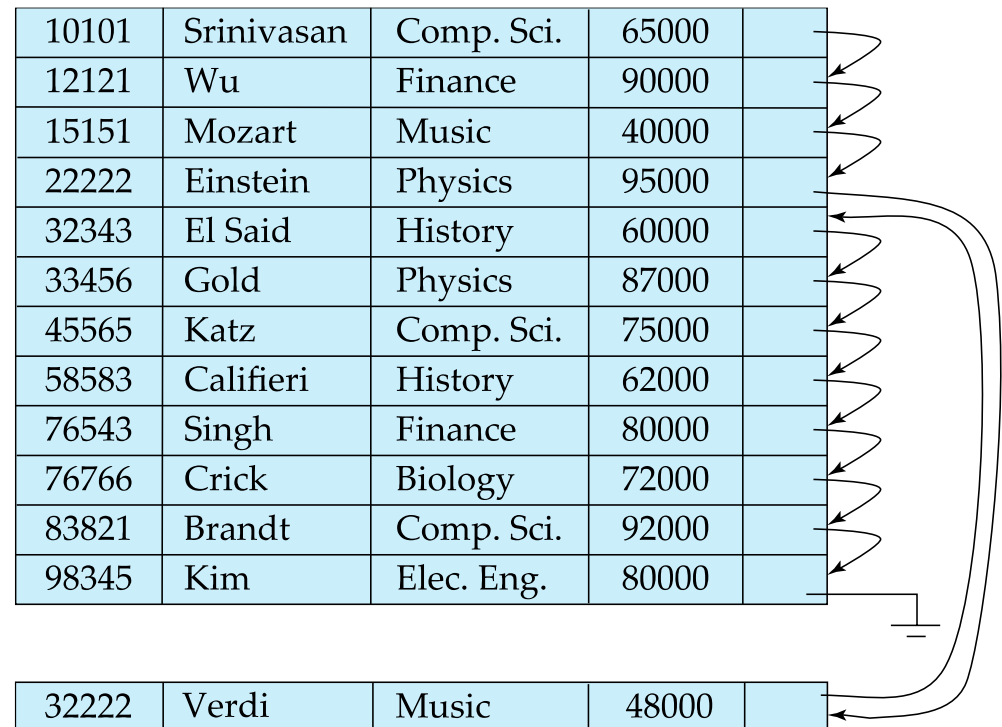 10101 Srinivasan Comp. Sci. 65000
12121 Wu Finance 90000
15151 Mozart Music 40000
22222 Einstein Physics 95000
32343 El Said History 60000
33456 Gold Physics 87000
45565 Katz Comp. Sci. 75000
58583 Califieri History 62000
76543 Singh Finance 80000
76766 Crick Biology 72000
83821 Brandt Comp. Sci. 92000
98345 Kim Elec. Eng. 80000
32222 Verdi Music 48000